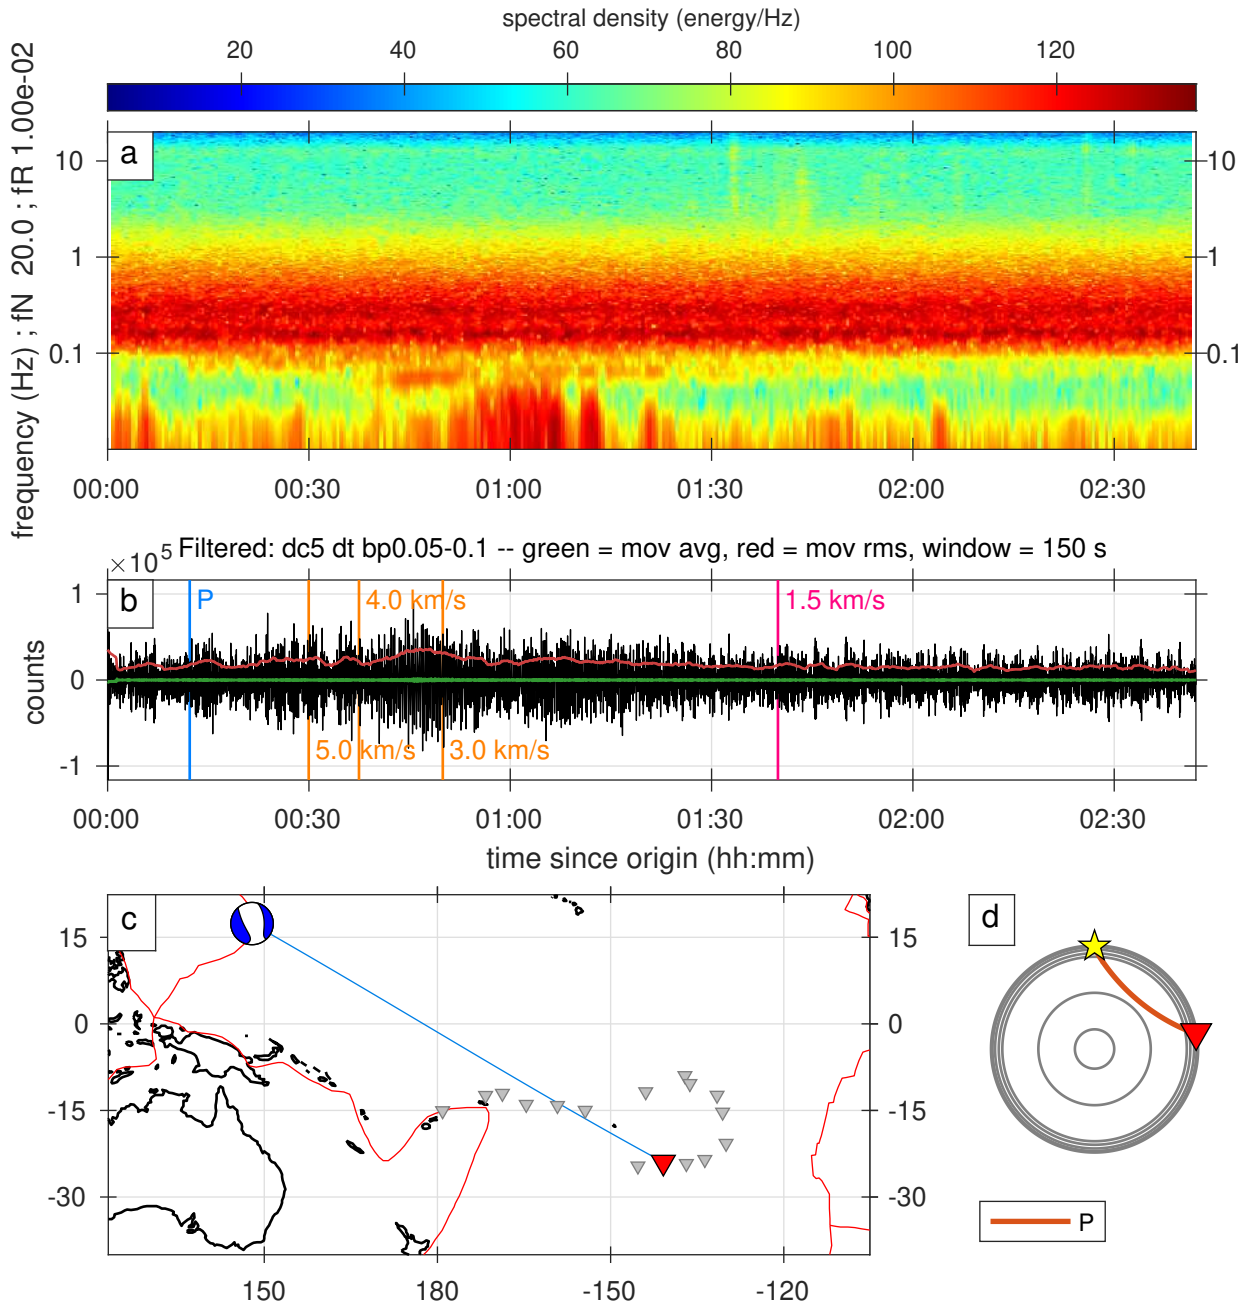 spectral density (energy/Hz)
20 40 60 80 100 120
a
frequency (Hz) ; fN 20.0 ; fR 1.00e-02
10 10
1 1
0.1 0.1
00:00 00:30 01:00 01:30 02:00 02:30
×10^5 Filtered: dc5 dt bp0.05-0.1 -- green = mov avg, red = mov rms, window = 150 s
b
P 4.0 km/s 1.5 km/s
5.0 km/s 3.0 km/s
counts
1
0
-1
00:00 00:30 01:00 01:30 02:00 02:30
time since origin (hh:mm)
c
d
15 15
0 0
-15 -15
-30 -30
150 180 -150 -120
P